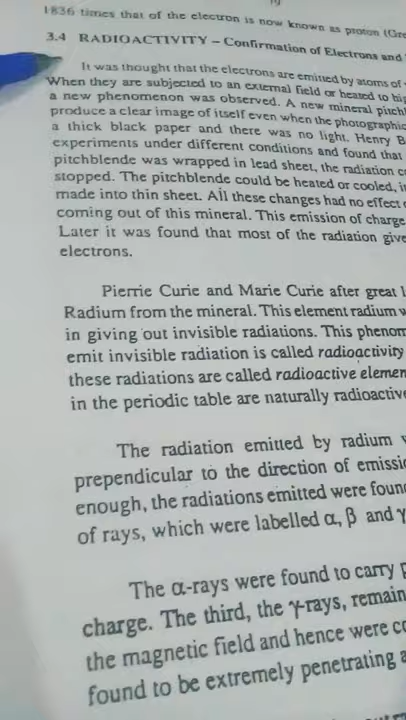 1836 times that of the electron is now known as proton (Gre
3.4 RADIOACTIVITY – Confirmation of Electrons and
It was thought that the electrons are emitted by atoms of
When they are subjected to an external field or heated to hi
a new phenomenon was observed. A new mineral pitch
produce a clear image of itself even when the photographic
a thick black paper and there was no light. Henry B
experiments under different conditions and found that
pitchblende was wrapped in lead sheet, the radiation c
stopped. The pitchblende could be heated or cooled, i
made into thin sheet. All these changes had no effect
coming out of this mineral. This emission of charge
Later it was found that most of the radiation give
electrons.
Pierrie Curie and Marie Curie after great l
Radium from the mineral. This element radium w
in giving out invisible radiations. This phenom
emit invisible radiation is called radioactivity
these radiations are called radioactive elemen
in the periodic table are naturally radioactive
The radiation emitted by radium
prependicular to the direction of emissi
enough, the radiations emitted were foun
of rays, which were labelled α, β and γ
The α-rays were found to carry p
charge. The third, the γ-rays, remain
the magnetic field and hence were c
found to be extremely penetrating a